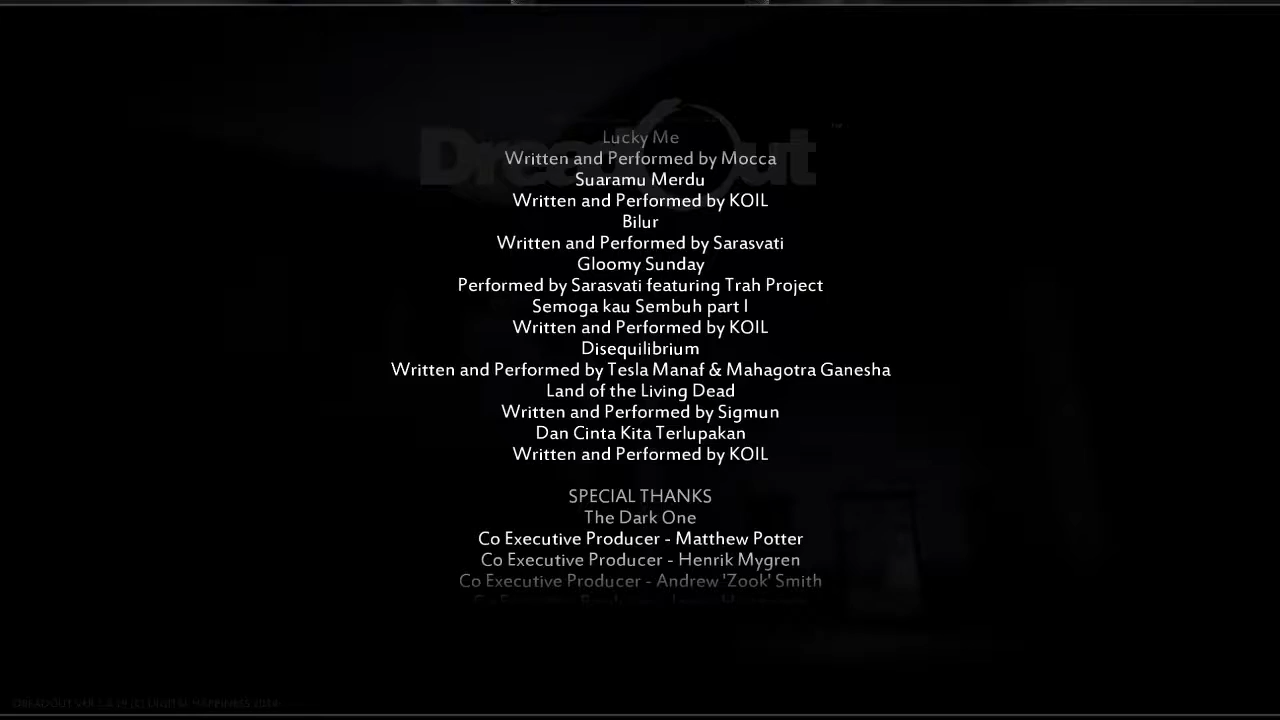 DreadOut
Lucky Me
Written and Performed by Mocca
Suaramu Merdu
Written and Performed by KOIL
Bilur
Written and Performed by Sarasvati
Gloomy Sunday
Performed by Sarasvati featuring Trah Project
Semoga kau Sembuh part I
Written and Performed by KOIL
Disequilibrium
Written and Performed by Tesla Manaf & Mahagotra Ganesha
Land of the Living Dead
Written and Performed by Sigmun
Dan Cinta Kita Terlupakan
Written and Performed by KOIL
SPECIAL THANKS
The Dark One
Co Executive Producer - Matthew Potter
Co Executive Producer - Henrik Mygren
Co Executive Producer - Andrew 'Zook' Smith